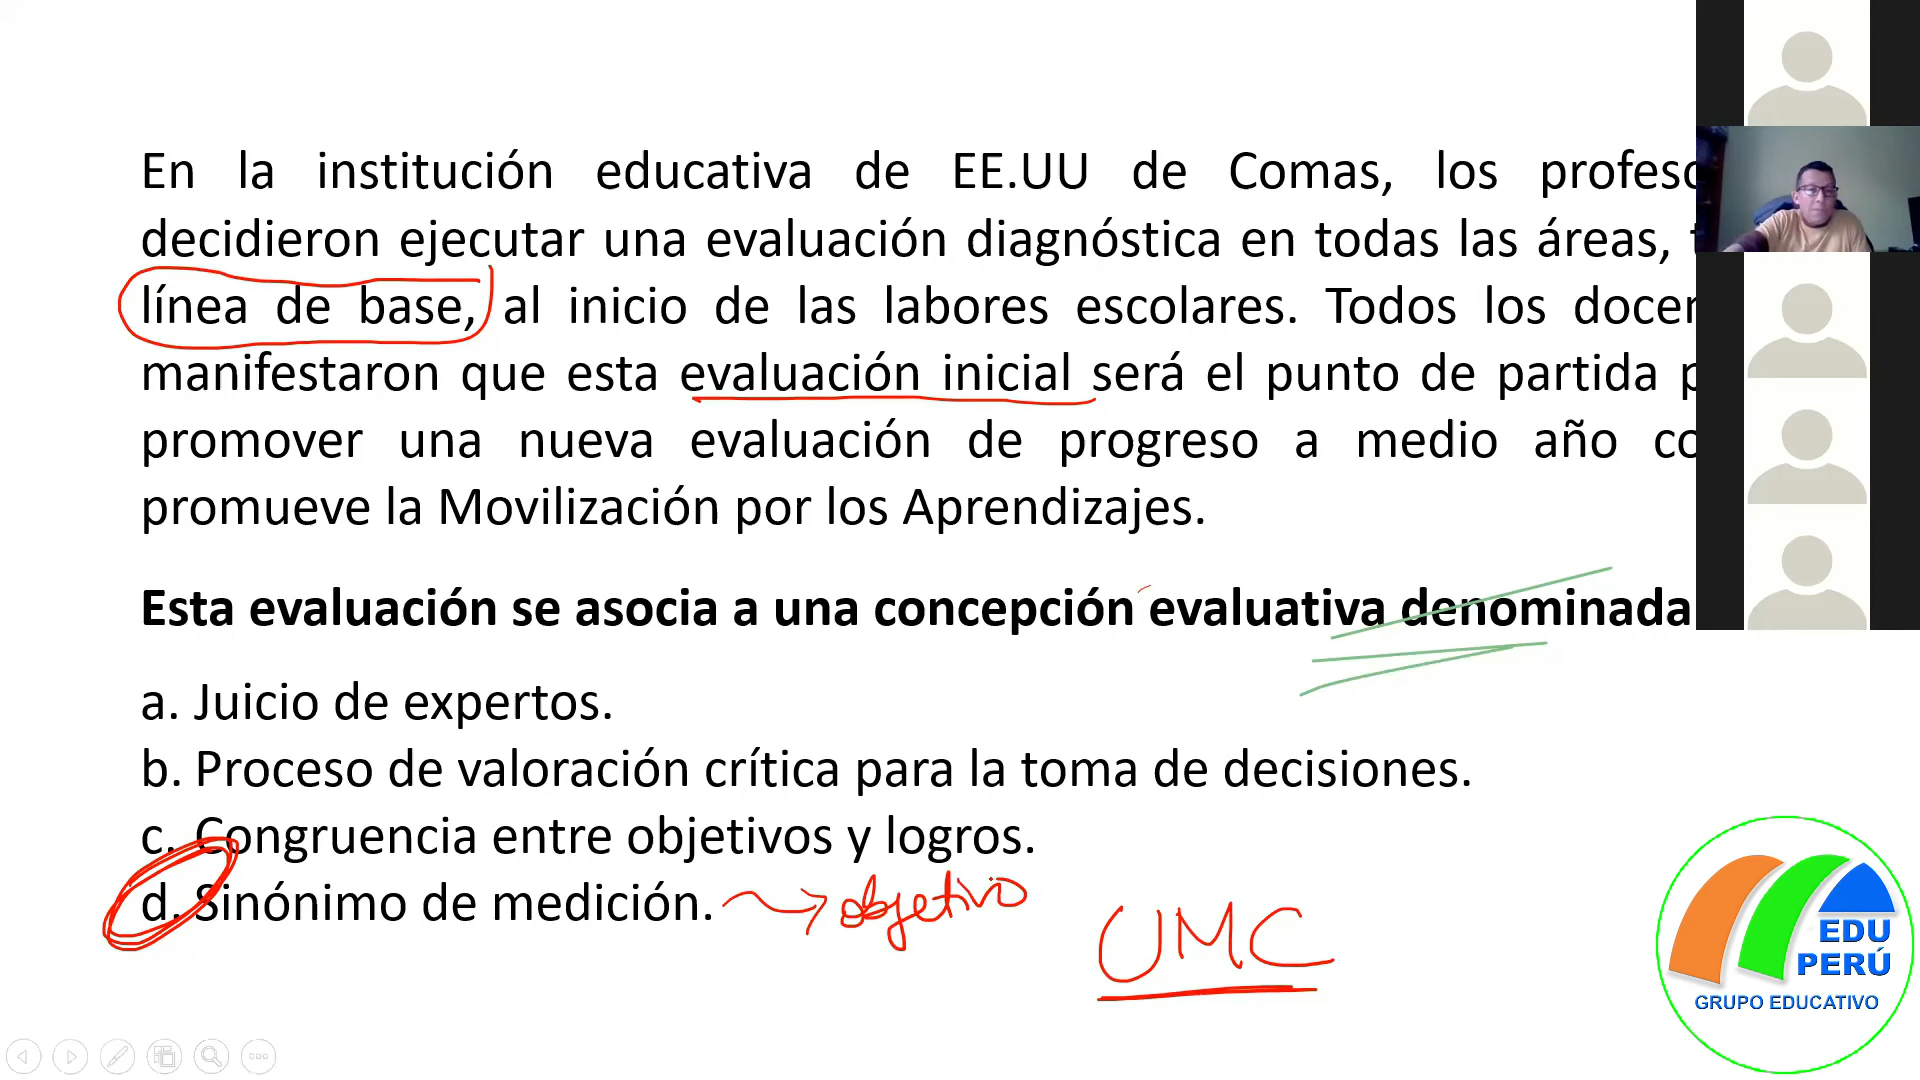 En la institución educativa de EE.UU de Comas, los profeso
decidieron ejecutar una evaluación diagnóstica en todas las áreas,
línea de base, al inicio de las labores escolares. Todos los docen
manifestaron que esta evaluación inicial será el punto de partida p
promover una nueva evaluación de progreso a medio año co
promueve la Movilización por los Aprendizajes.
Esta evaluación se asocia a una concepción evaluativa denominada
a. Juicio de expertos.
b. Proceso de valoración crítica para la toma de decisiones.
c. Congruencia entre objetivos y logros.
d. Sinónimo de medición. objetivo
UMC
EDU
PERÚ
GRUPO EDUCATIVO